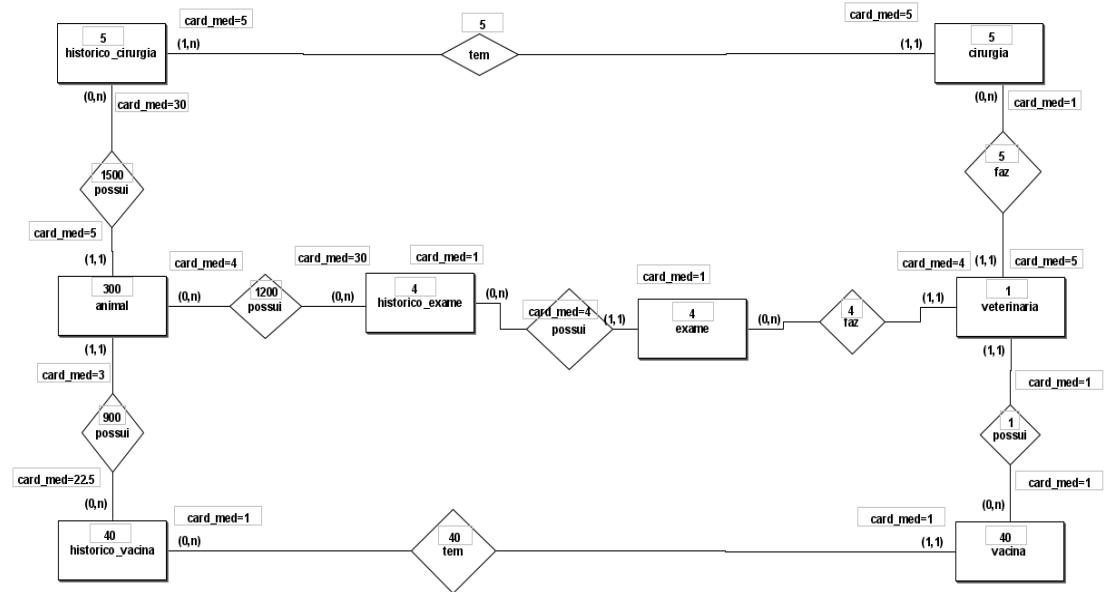 card_med=5
5
card_med=5
5
historico_cirurgia
(1,n)
tem
(1,1)
5
cirurgia
(0,n)
card_med=30
(0,n)
card_med=1
1500
possui
5
faz
card_med=5
(1,1)
card_med=4
card_med=30
card_med=1
card_med=1
card_med=4
(1,1)
card_med=5
300
animal
(0,n)
1200
possui
(0,n)
4
historico_exame
(0,n)
card_med=4
possui
(1,1)
4
exame
(0,n)
4
faz
(1,1)
1
veterinaria
(1,1)
card_med=3
(1,1)
card_med=1
900
possui
1
possui
card_med=22.5
(0,n)
card_med=1
(0,n)
40
historico_vacina
card_med=1
(0,n)
40
tem
card_med=1
(1,1)
40
vacina